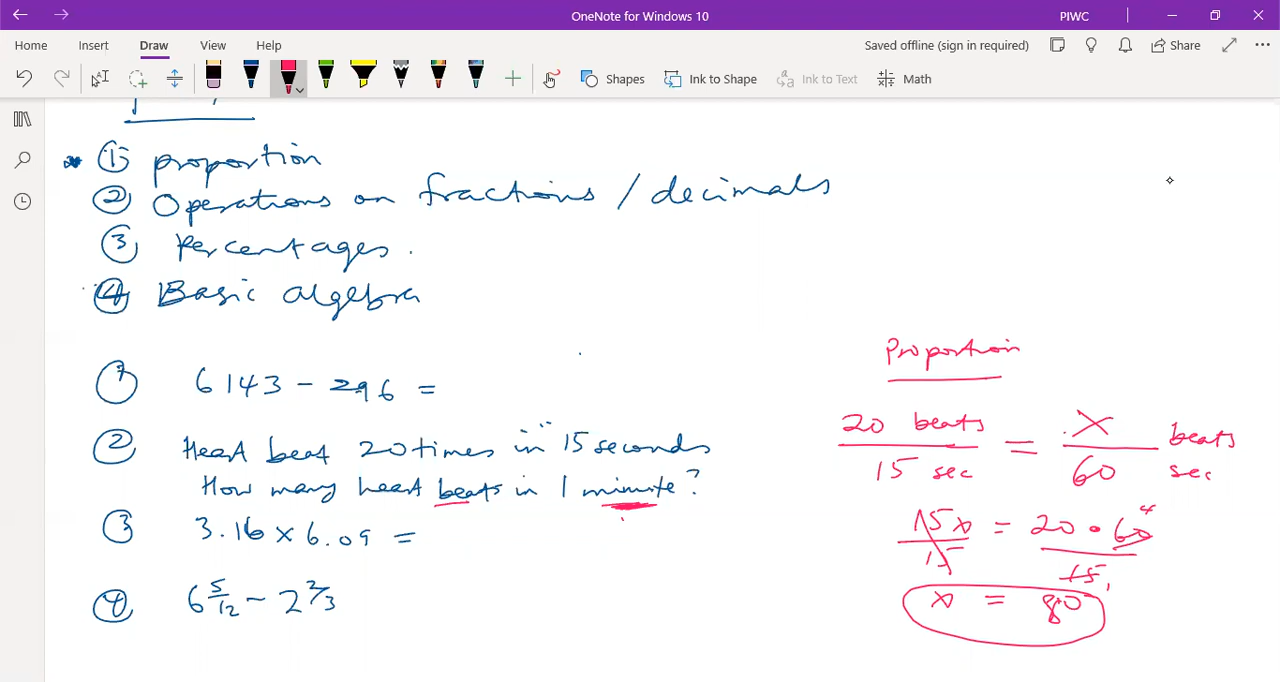 OneNote for Windows 10
PIWC
Home Insert Draw View Help
Saved offline (sign in required)
Share
Shapes
Ink to Shape
Ink to Text
Math
① proportion
② Operations on fractions / decimals
③ Percentages.
④ Basic algebra
① 6143 - 296 =
② Heart beat 20 times in 15 seconds
How many heart beats in 1 minute?
③ 3.16 × 6.09 =
④ 6 5/12 - 2 2/3
Proportion
20 beats / 15 sec = x beats / 60 sec
15x / 15 = 20 • 60 4 / 15 1
x = 80